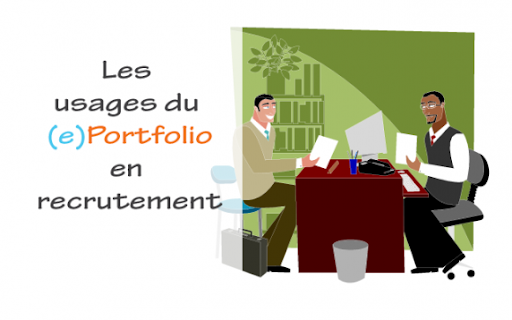 Les
usages du
(e)Portfolio
en
recrutement